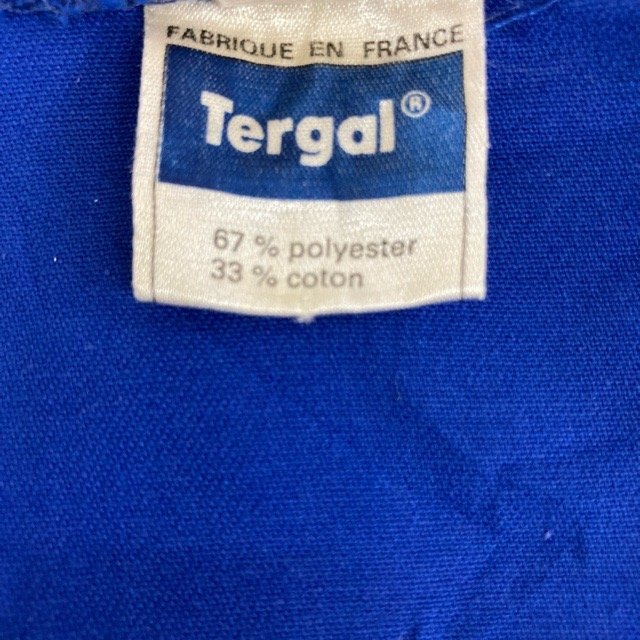 FABRIQUE EN FRANCE
Tergal®
67 % polyester
33 % coton